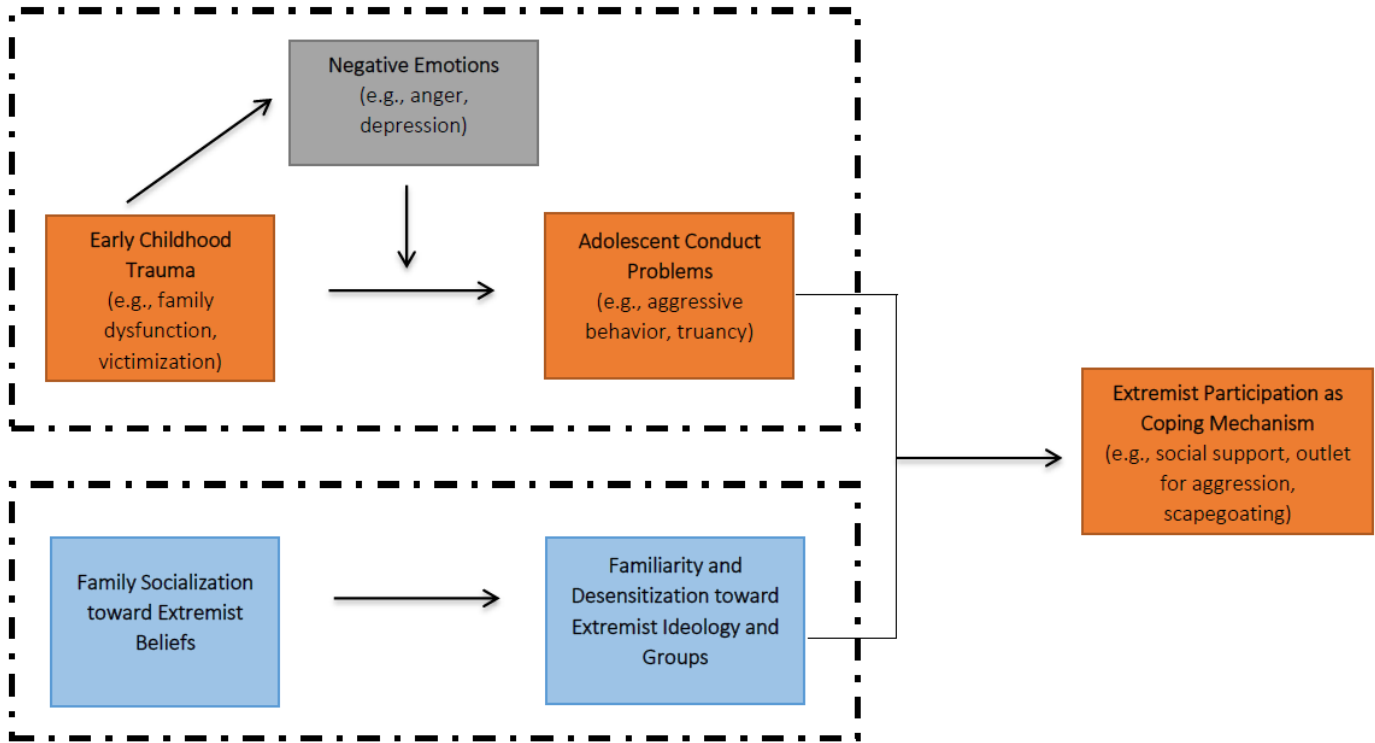 Negative Emotions
(e.g., anger,
depression)
Early Childhood
Trauma
(e.g., family
dysfunction,
victimization)
Adolescent Conduct
Problems
(e.g., aggressive
behavior, truancy)
Extremist Participation as
Coping Mechanism
(e.g., social support, outlet
for aggression,
scapegoating)
Family Socialization
toward Extremist
Beliefs
Familiarity and
Desensitization toward
Extremist Ideology and
Groups